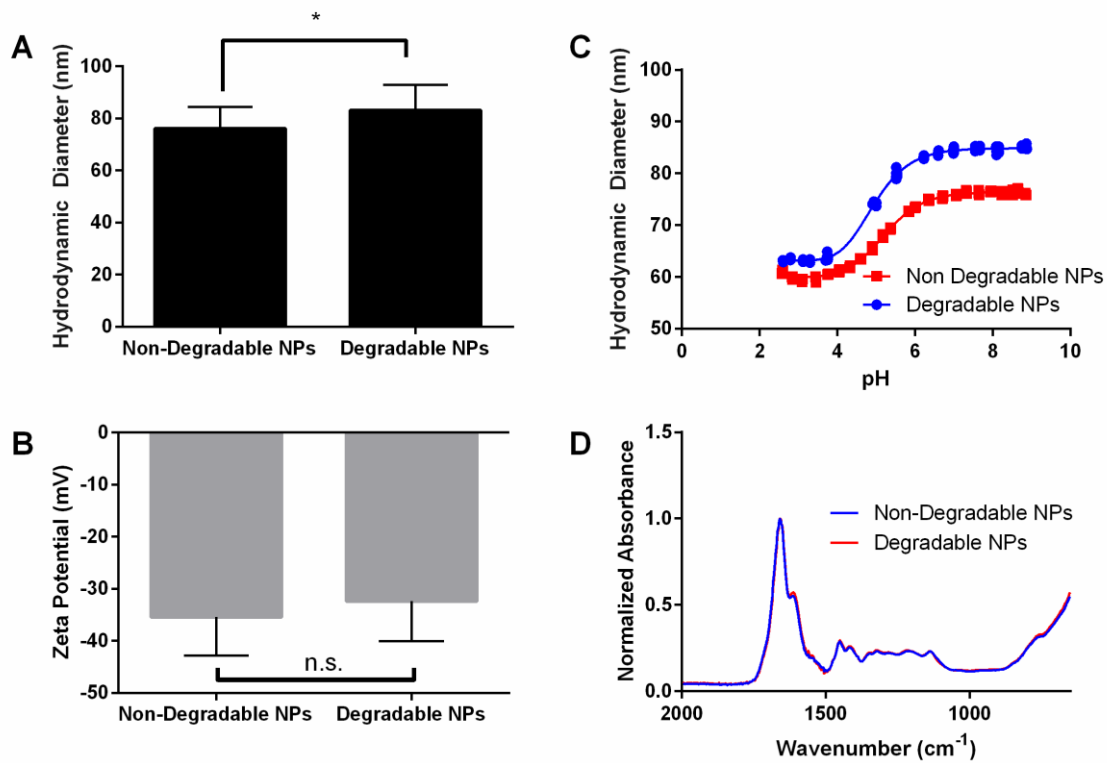 A
*
Hydrodynamic Diameter (nm)
100
80
60
40
20
0
Non-Degradable NPs
Degradable NPs
B
Zeta Potential (mV)
0
-10
-20
-30
-40
-50
n.s.
Non-Degradable NPs
Degradable NPs
C
Hydrodynamic Diameter (nm)
100
90
80
70
60
50
Non Degradable NPs
Degradable NPs
0
2
4
6
8
10
pH
D
Normalized Absorbance
1.5
1.0
0.5
0.0
Non-Degradable NPs
Degradable NPs
2000
1500
1000
Wavenumber (cm⁻¹)